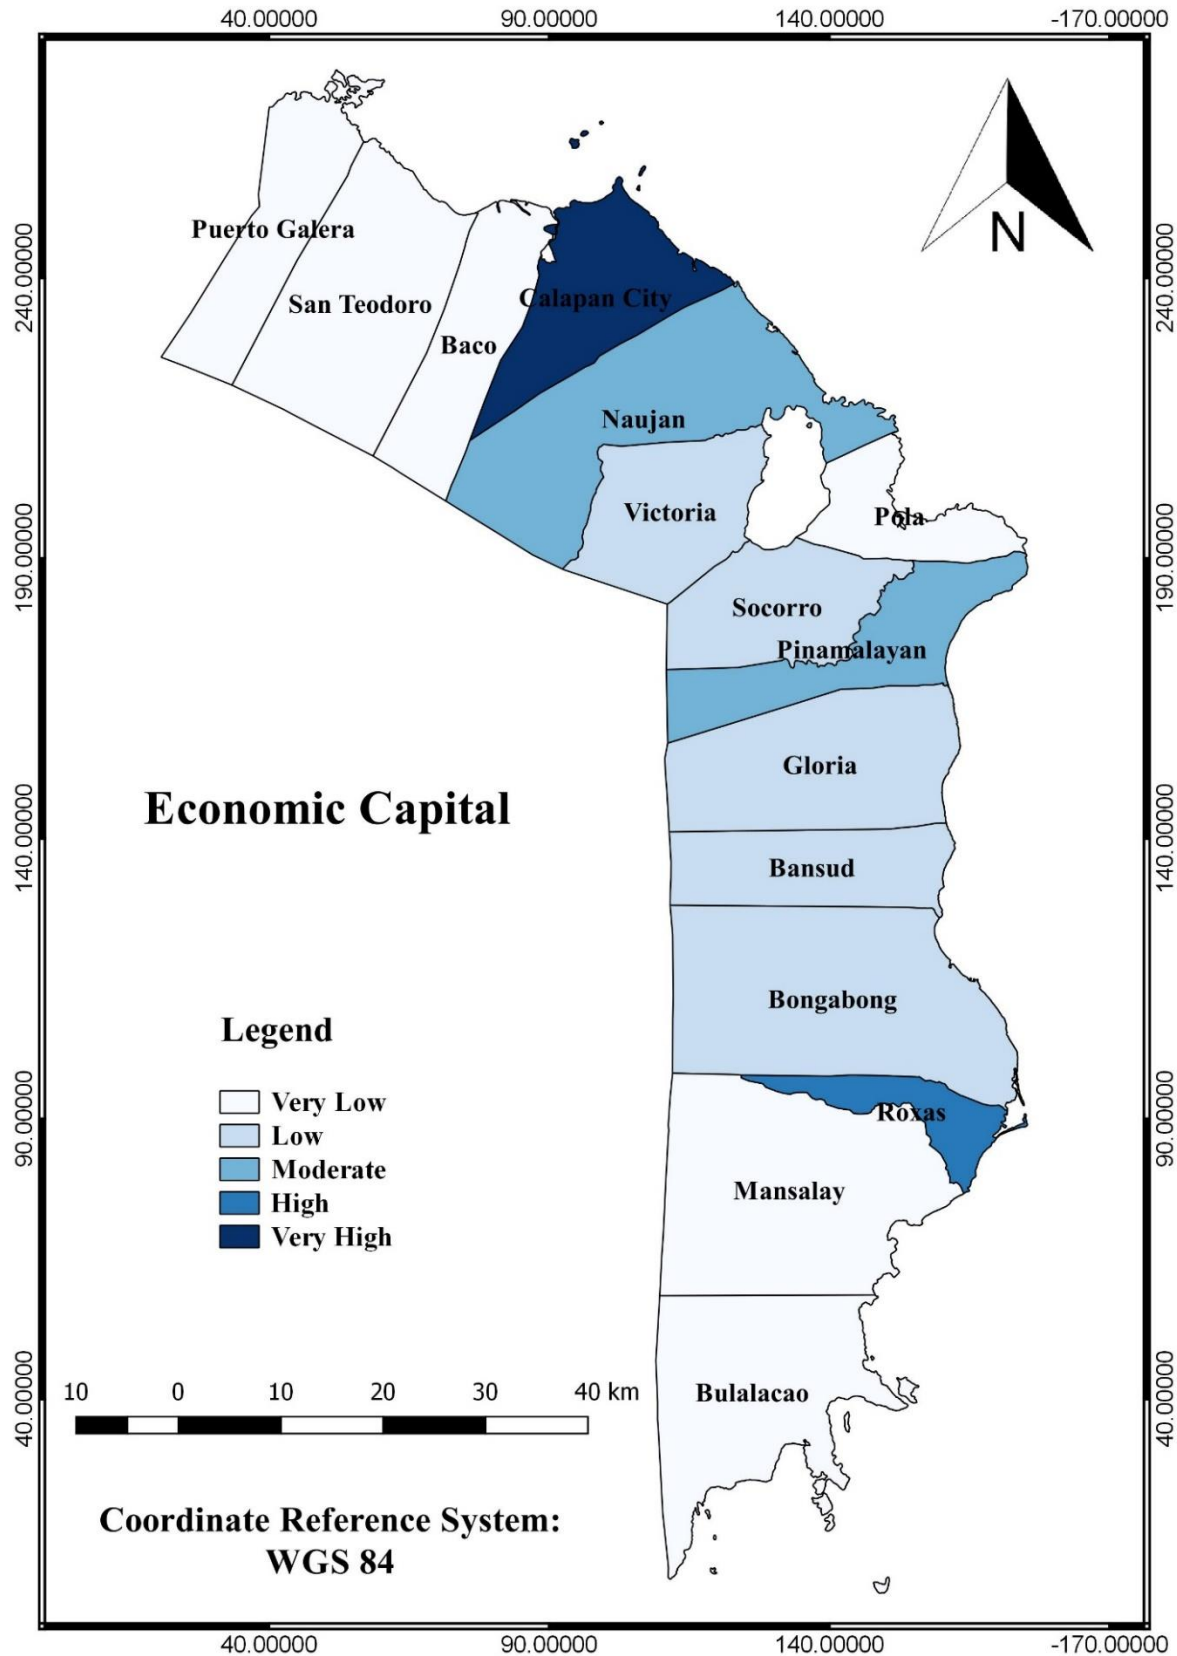 40.00000 90.00000 140.00000 -170.00000
N
Puerto Galera
240.00000 240.00000
Calapan City
San Teodoro
Baco
Naujan
Victoria
Pola
190.00000 190.00000
Socorro
Pinamalayan
Gloria
Economic Capital
140.00000 140.00000
Bansud
Bongabong
Legend
Very Low
Roxas
90.00000 90.00000
Low
Moderate
Mansalay
High
Very High
10 0 10 20 30 40 km
Bulalacao
40.00000 40.00000
Coordinate Reference System:
WGS 84
40.00000 90.00000 140.00000 -170.00000